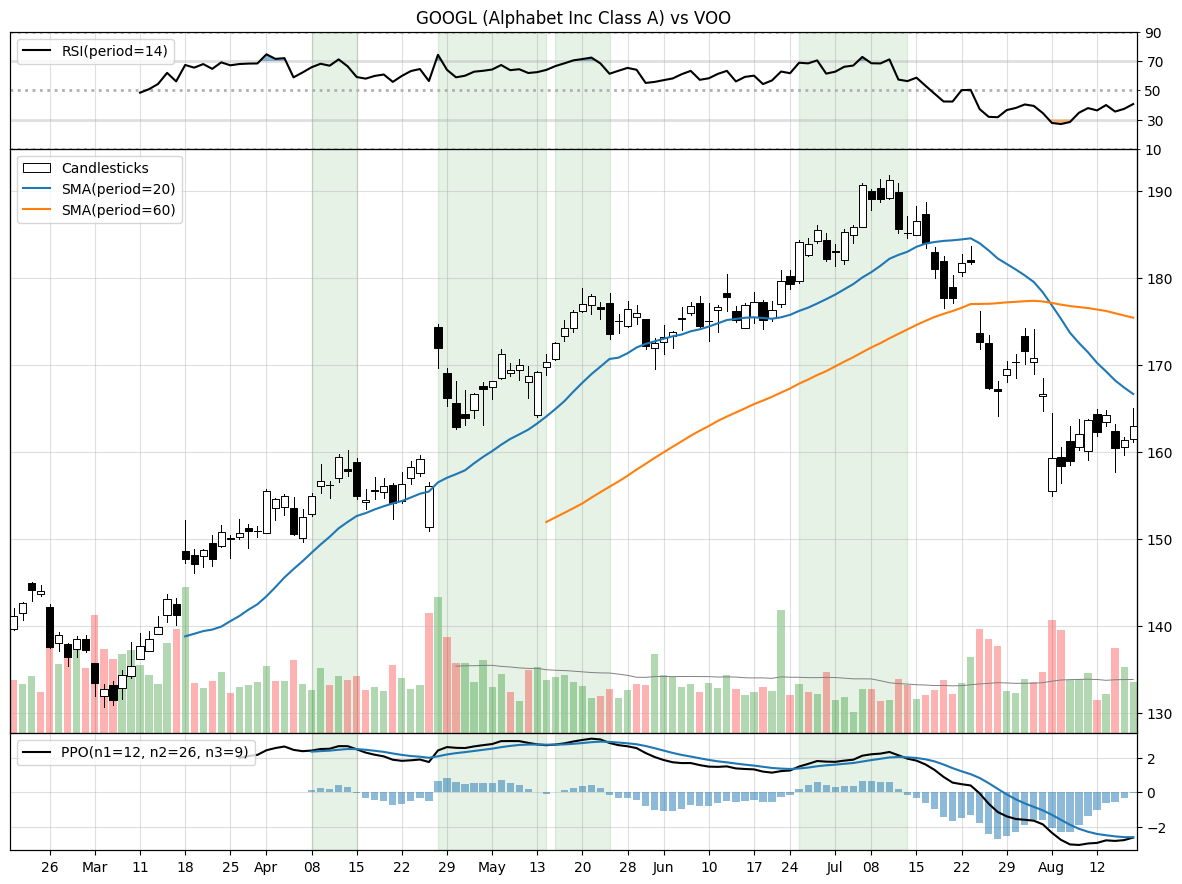 GOOGL (Alphabet Inc Class A) vs VOO
RSI(period=14)
90
70
50
30
10
Candlesticks
SMA(period=20)
SMA(period=60)
190
180
170
160
150
140
130
PPO(n1=12, n2=26, n3=9)
2
0
−2
26 Mar 11 18 25 Apr 08 15 22 29 May 13 20 28 Jun 10 17 24 Jul 08 15 22 29 Aug 12